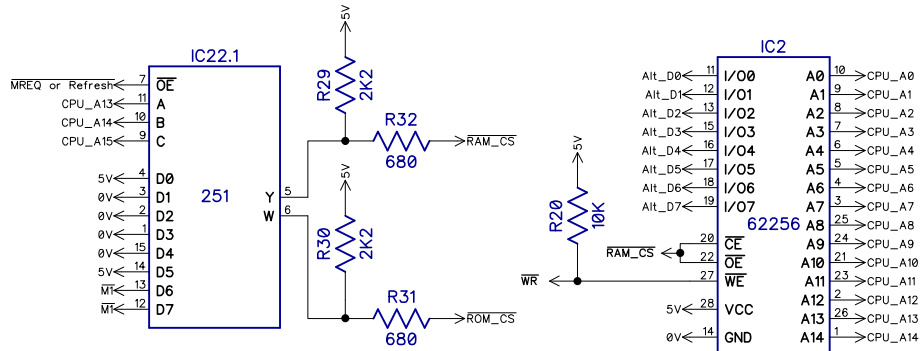 IC22.1
MREQ or Refresh 7 OE
CPU_A13 11 A
CPU_A14 10 B
CPU_A15 9 C
5V 4 D0
0V 3 D1
0V 2 D2
0V 1 D3
0V 15 D4
5V 14 D5
M1 13 D6
M1 12 D7
251
Y 5
W 6
5V
R29
2K2
R32
680
RAM_CS
5V
R30
2K2
R31
680
ROM_CS
5V
R20
10K
WR
RAM_CS
IC2
Alt_D0 11 I/O0 A0 10 CPU_A0
Alt_D1 12 I/O1 A1 9 CPU_A1
Alt_D2 13 I/O2 A2 8 CPU_A2
Alt_D3 15 I/O3 A3 7 CPU_A3
Alt_D4 16 I/O4 A4 6 CPU_A4
Alt_D5 17 I/O5 A5 5 CPU_A5
Alt_D6 18 I/O6 A6 4 CPU_A6
Alt_D7 19 I/O7 A7 3 CPU_A7
62256 A8 25 CPU_A8
20 CE A9 24 CPU_A9
22 OE A10 21 CPU_A10
27 WE A11 23 CPU_A11
A12 2 CPU_A12
5V 28 VCC A13 26 CPU_A13
0V 14 GND A14 1 CPU_A14